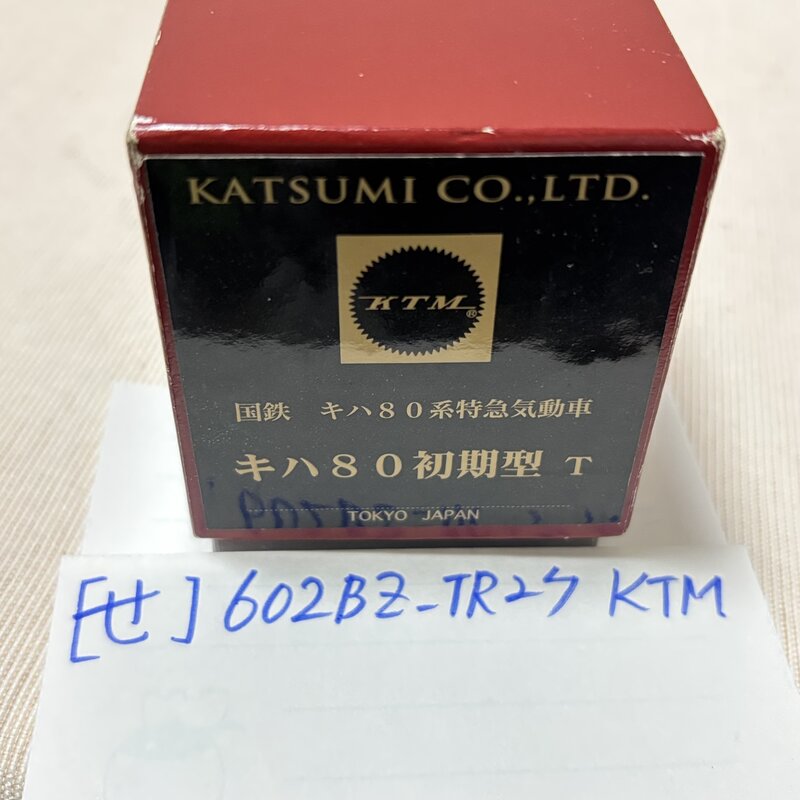 KATSUMI CO.,LTD.
KTM®
国鉄 キハ80系特急気動車
キハ80初期型 T
TOKYO JAPAN
[せ] 602BZ-TR27 KTM